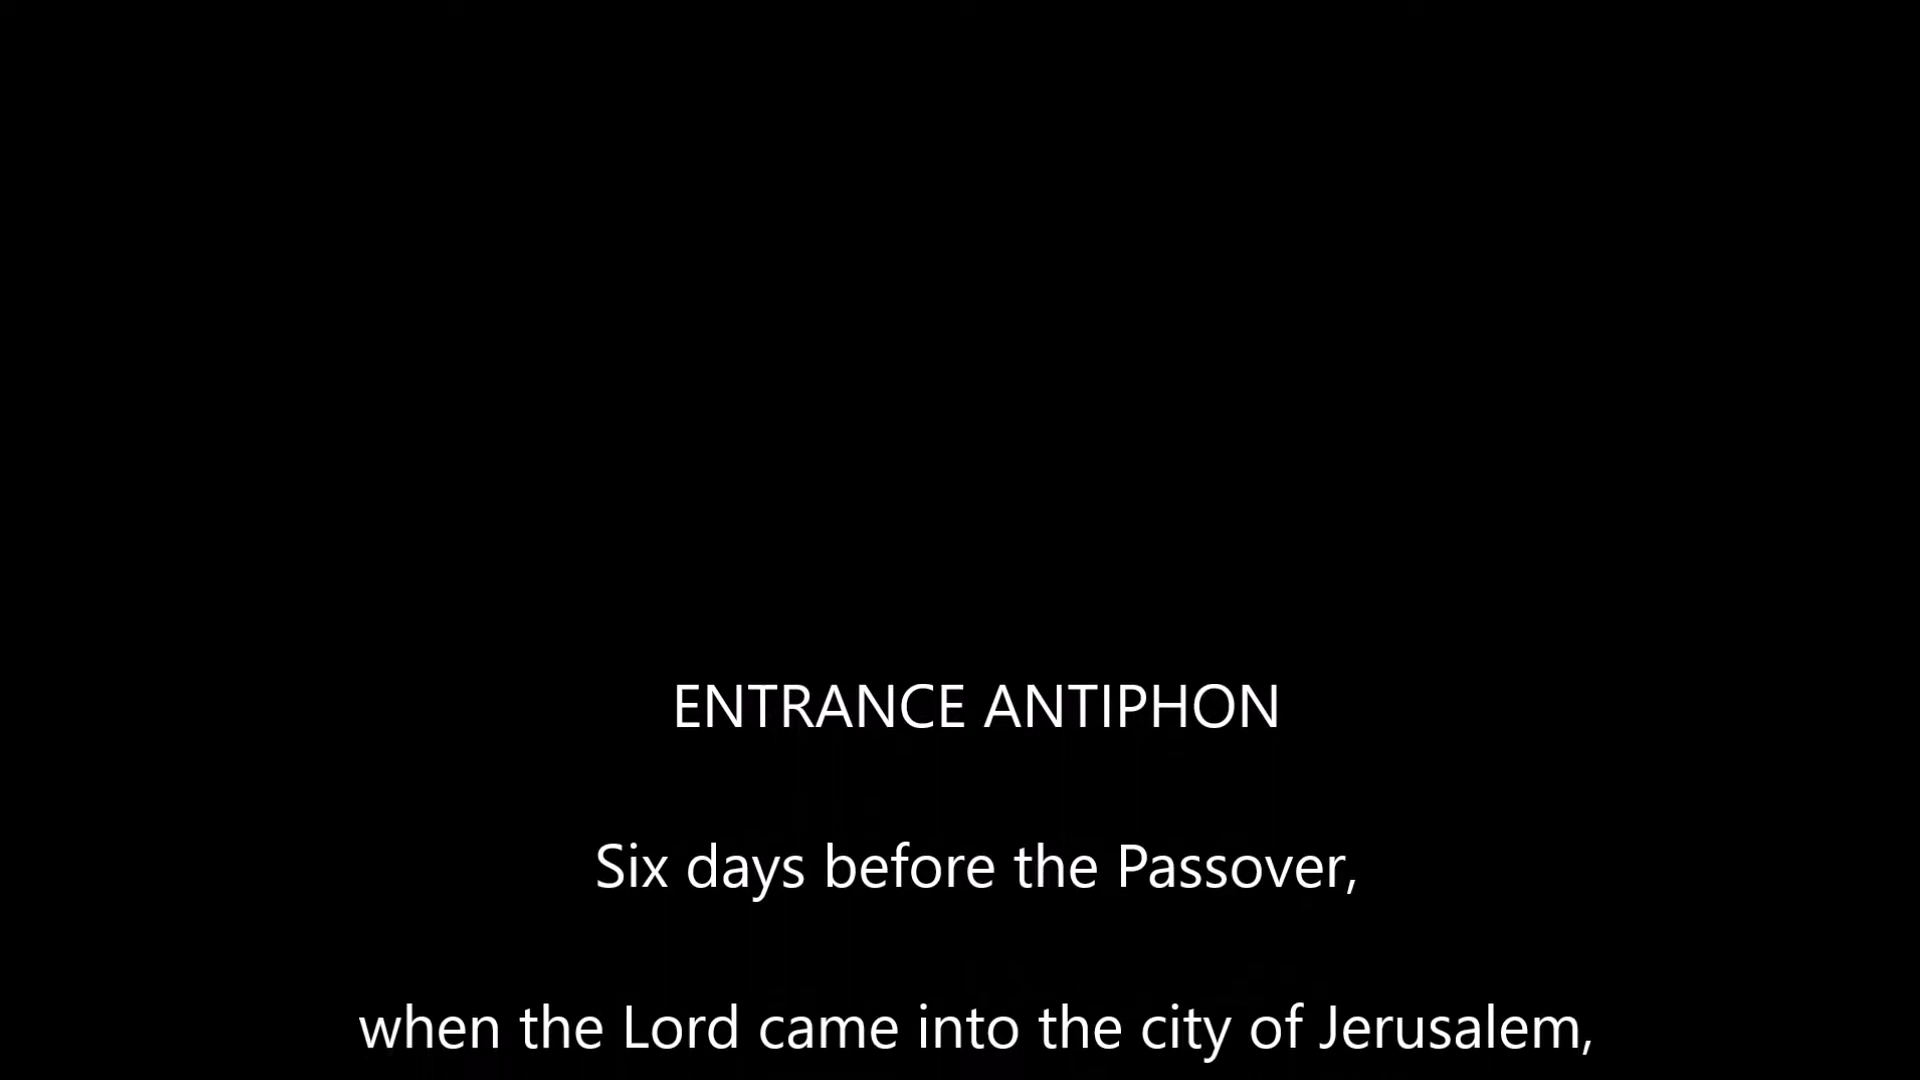 ENTRANCE ANTIPHON
Six days before the Passover,
when the Lord came into the city of Jerusalem,